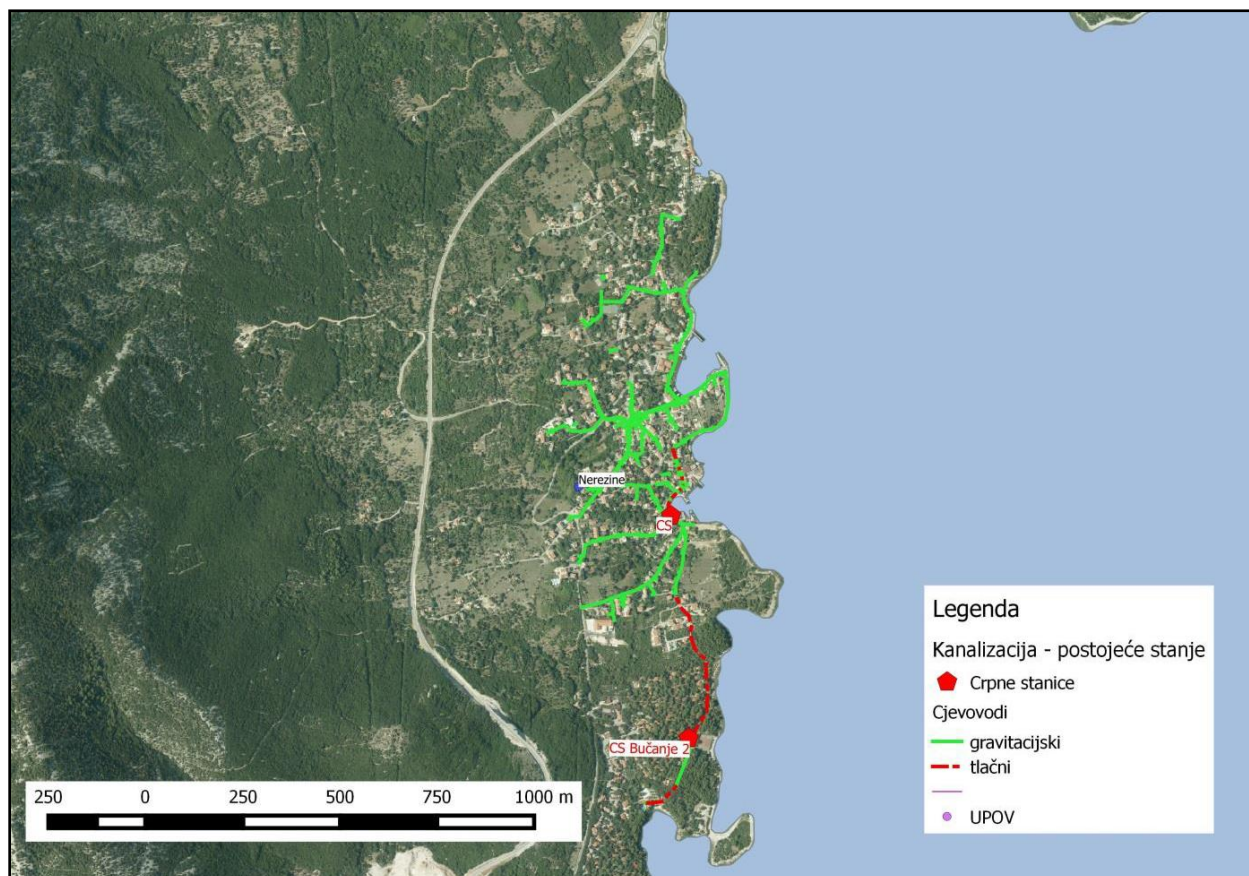 Nerezine
CS
CS Bučanje 2
250 0 250 500 750 1000 m
Legenda
Kanalizacija - postojeće stanje
Crpne stanice
Cjevovodi
gravitacijski
tlačni
UPOV